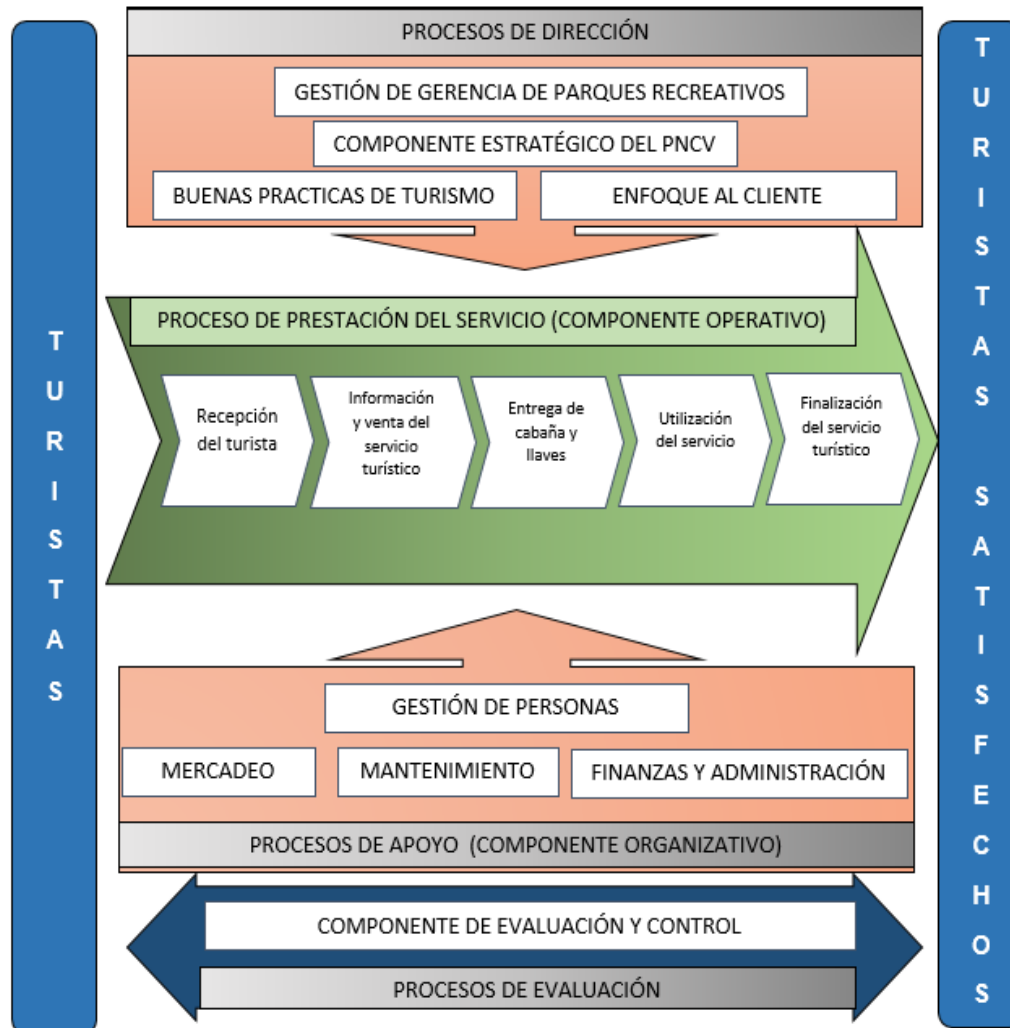 TURISTAS
PROCESOS DE DIRECCIÓN
GESTIÓN DE GERENCIA DE PARQUES RECREATIVOS
COMPONENTE ESTRATÉGICO DEL PNCV
BUENAS PRACTICAS DE TURISMO
ENFOQUE AL CLIENTE
PROCESO DE PRESTACIÓN DEL SERVICIO (COMPONENTE OPERATIVO)
Recepción
del turista
Información
y venta del
servicio
turístico
Entrega de
cabaña y
llaves
Utilización
del servicio
Finalización
del servicio
turístico
GESTIÓN DE PERSONAS
MERCADEO
MANTENIMIENTO
FINANZAS Y ADMINISTRACIÓN
PROCESOS DE APOYO (COMPONENTE ORGANIZATIVO)
COMPONENTE DE EVALUACIÓN Y CONTROL
PROCESOS DE EVALUACIÓN
TURISTAS SATISFECHOS